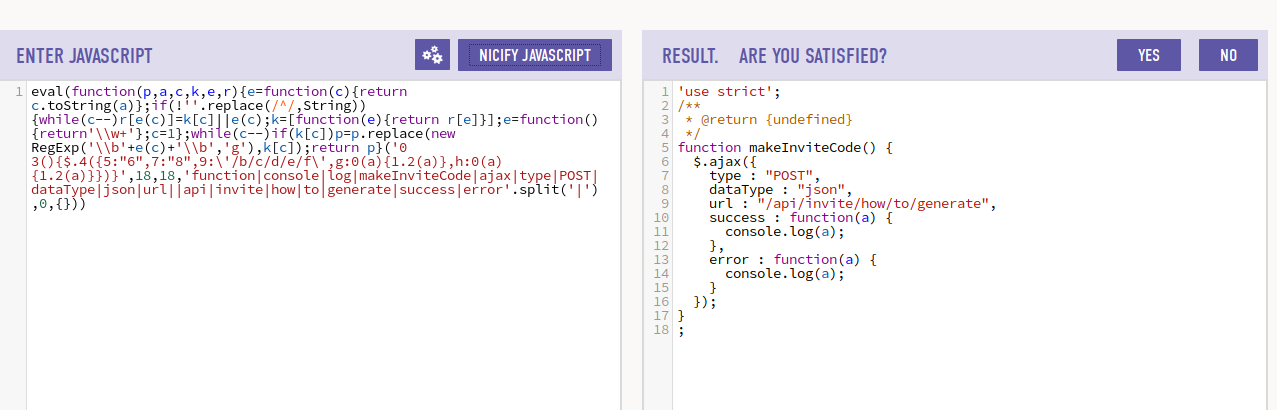 ENTER JAVASCRIPT
NICIFY JAVASCRIPT
1 eval(function(p,a,c,k,e,r){e=function(c){return
c.toString(a)};if(!''.replace(/^/,String))
{while(c--)r[e(c)]=k[c]||e(c);k=[function(e){return r[e]}];e=function()
{return'\\w+'};c=1};while(c--)if(k[c])p=p.replace(new
RegExp('\\b'+e(c)+'\\b','g'),k[c]);return p}('0
3(){$.4({5:"6",7:"8",9:\'/b/c/d/e/f\',g:0(a){1.2(a)},h:0(a)
{1.2(a)}})}',18,18,'function|console|log|makeInviteCode|ajax|type|POST|
dataType|json|url||api|invite|how|to|generate|success|error'.split('|')
,0,{}))
RESULT. ARE YOU SATISFIED?
YES
NO
1 'use strict';
2 /**
3  * @return {undefined}
4  */
5 function makeInviteCode() {
6   $.ajax({
7     type : "POST",
8     dataType : "json",
9     url : "/api/invite/how/to/generate",
10     success : function(a) {
11       console.log(a);
12     },
13     error : function(a) {
14       console.log(a);
15     }
16   });
17 }
18 ;